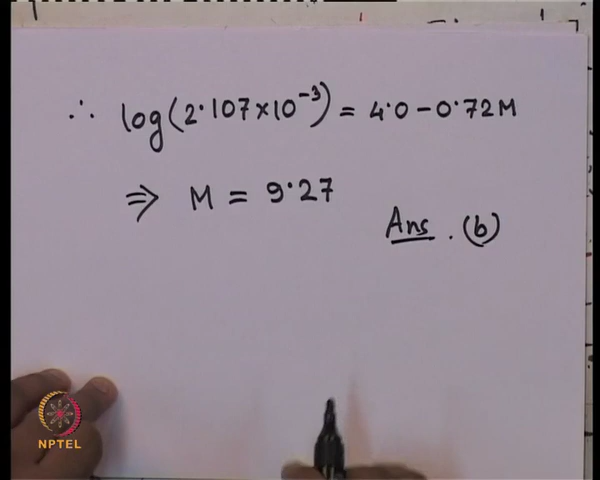 ∴ log(2·107×10⁻³) = 4·0 – 0·72M
⇒ M = 9·27
Ans. (b)
NPTEL